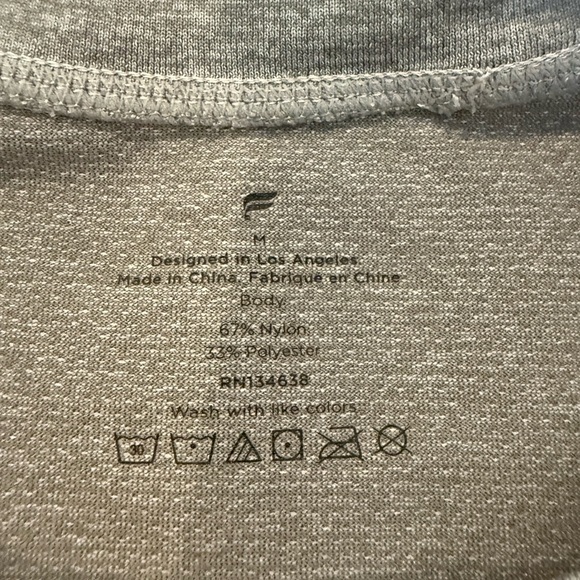 M
Designed in Los Angeles
Made in China, Fabriqué en Chine
Body:
67% Nylon
33% Polyester
RN134638
Wash with like colors
30